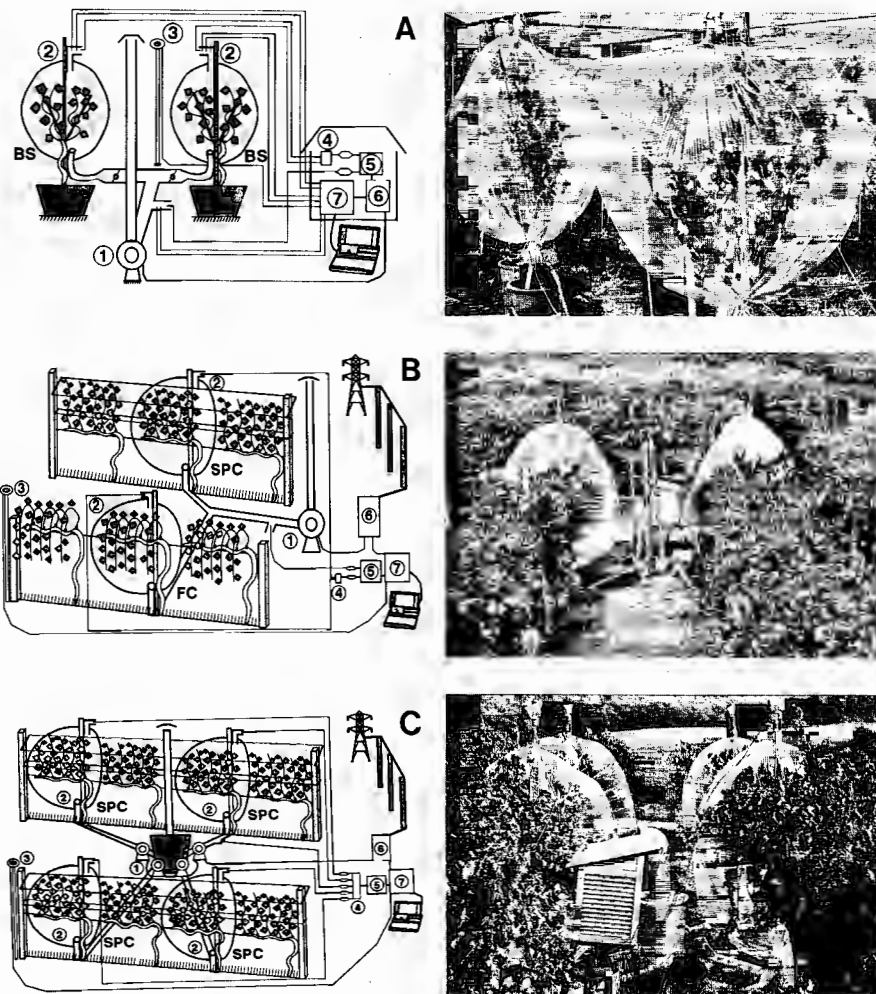 A
③
②
②
BS
BS
④
⑤
⑦
⑥
①
B
②
SPC
③
②
⑥
①
⑤
⑦
④
FC
C
②
SPC
②
SPC
③
①
⑥
⑤
⑦
④
②
SPC
②
SPC